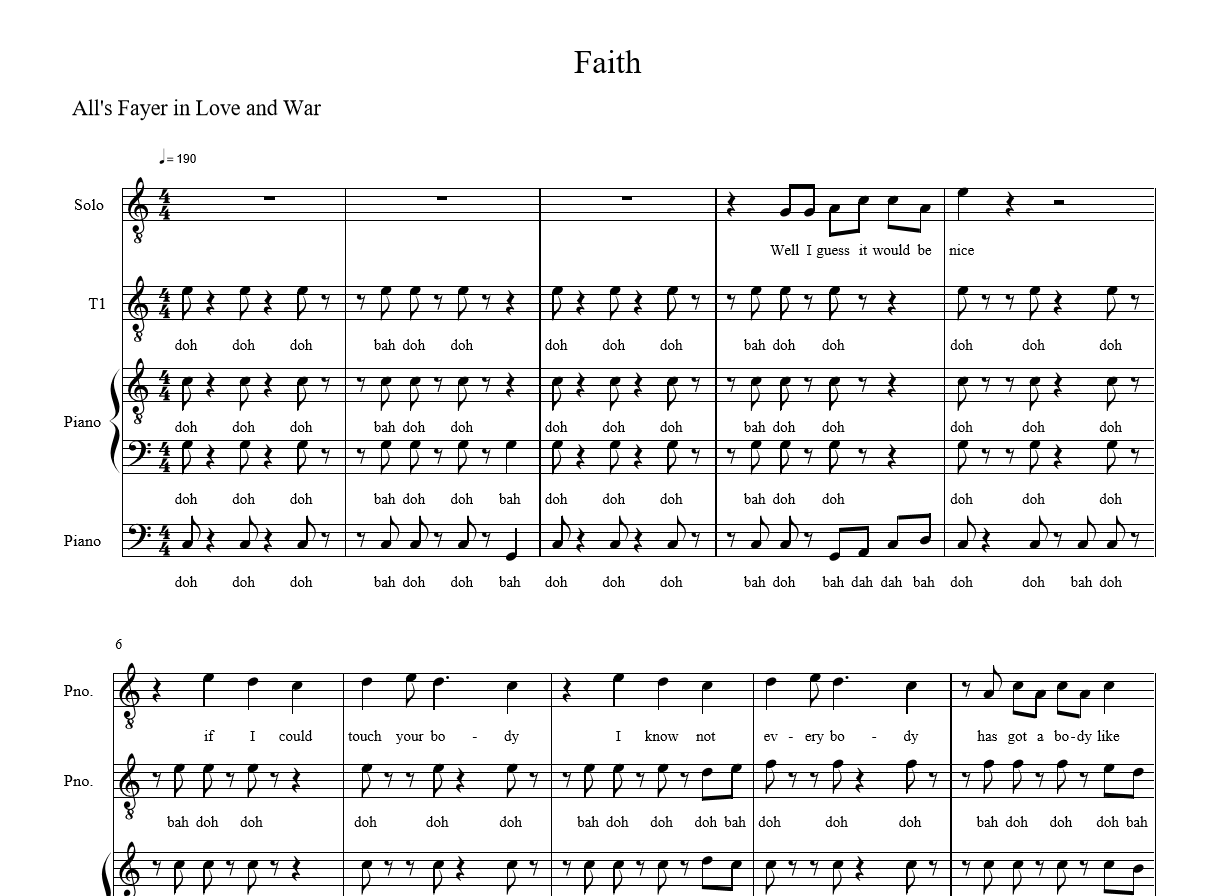 Faith
All's Fayer in Love and War
♩= 190
Solo
Well I guess it would be nice
T1
doh doh doh bah doh doh doh doh doh bah doh doh doh doh doh
Piano
doh doh doh bah doh doh doh doh doh bah doh doh doh doh doh
doh doh doh bah doh doh bah doh doh doh bah doh doh doh doh doh
Piano
doh doh doh bah doh doh bah doh doh doh bah doh bah dah dah bah doh doh bah doh
6
Pno.
if I could touch your bo - dy I know not ev - ery bo - dy has got a bo-dy like
Pno.
bah doh doh doh doh doh bah doh doh doh bah doh doh doh bah doh doh doh bah